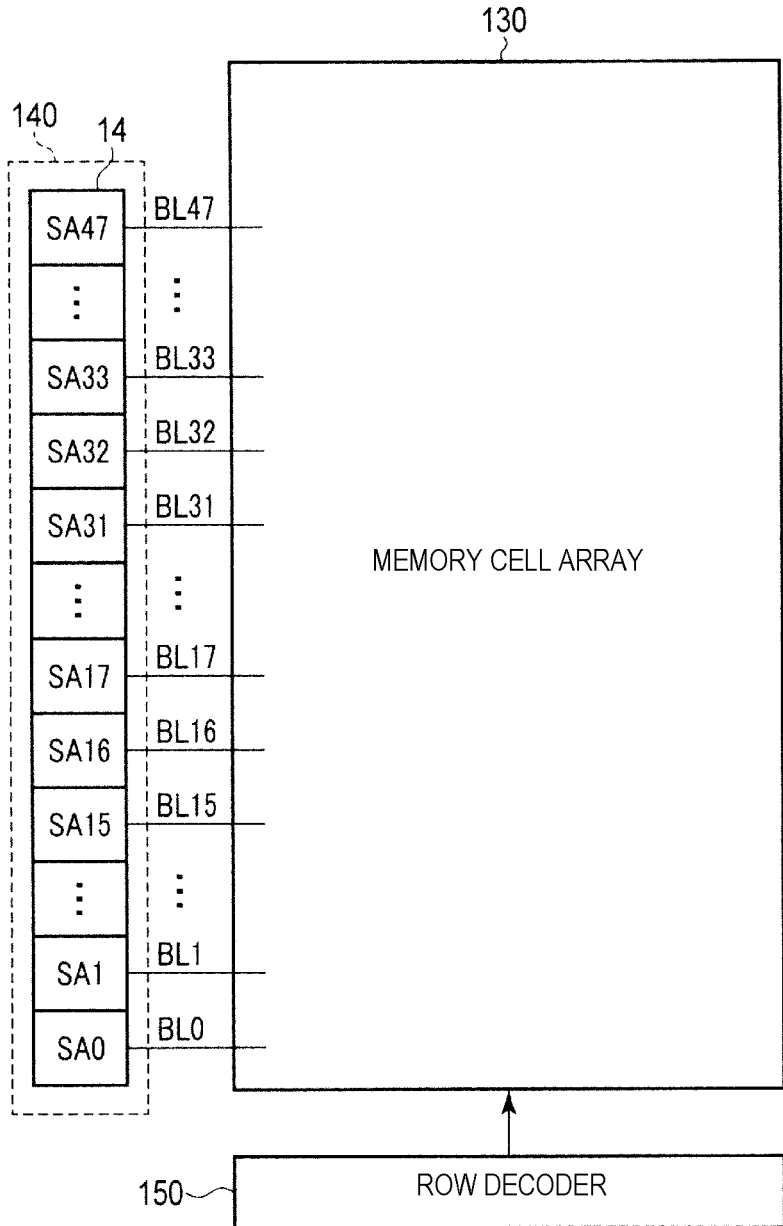 130
140
14
SA47 BL47
⋮ ⋮
SA33 BL33
SA32 BL32
SA31 BL31
⋮ ⋮
MEMORY CELL ARRAY
SA17 BL17
SA16 BL16
SA15 BL15
⋮ ⋮
SA1 BL1
SA0 BL0
150 ROW DECODER